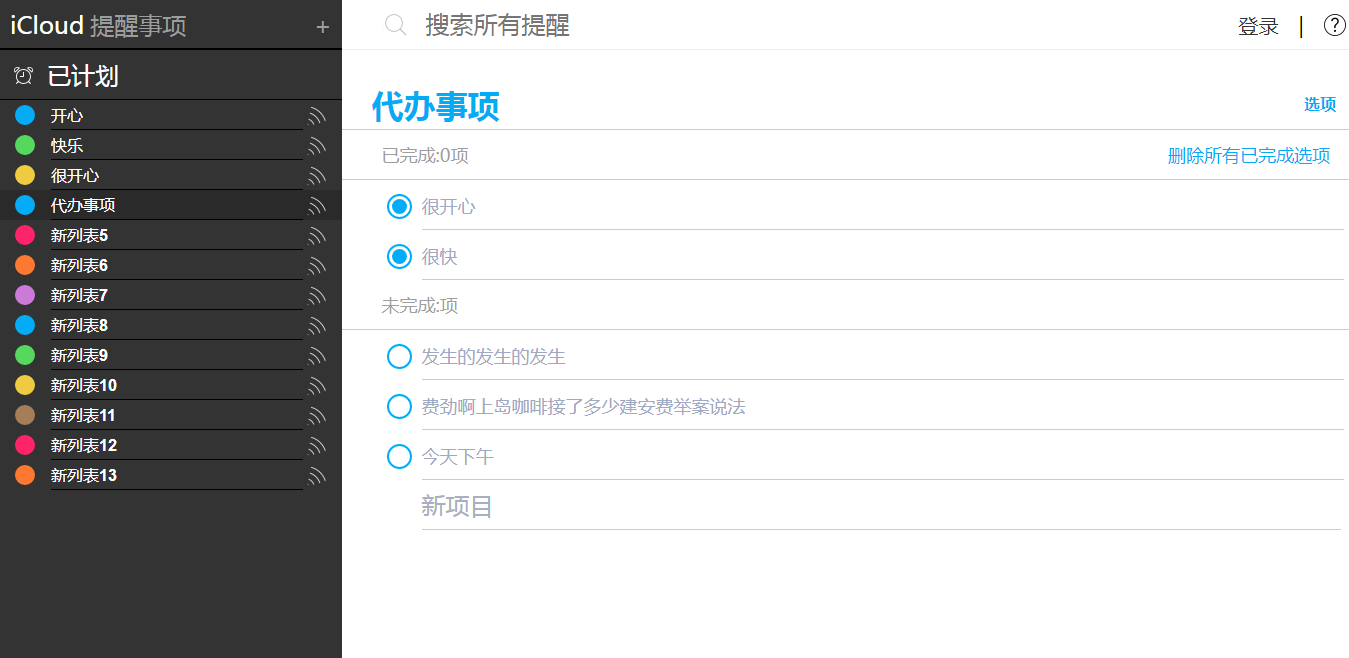 iCloud 提醒事项 +
已计划
开心
快乐
很开心
代办事项
新列表5
新列表6
新列表7
新列表8
新列表9
新列表10
新列表11
新列表12
新列表13
搜索所有提醒
登录 | ?
代办事项
选项
已完成:0项
删除所有已完成选项
很开心
很快
未完成:项
发生的发生的发生
费劲啊上岛咖啡接了多少建安费举案说法
今天下午
新项目